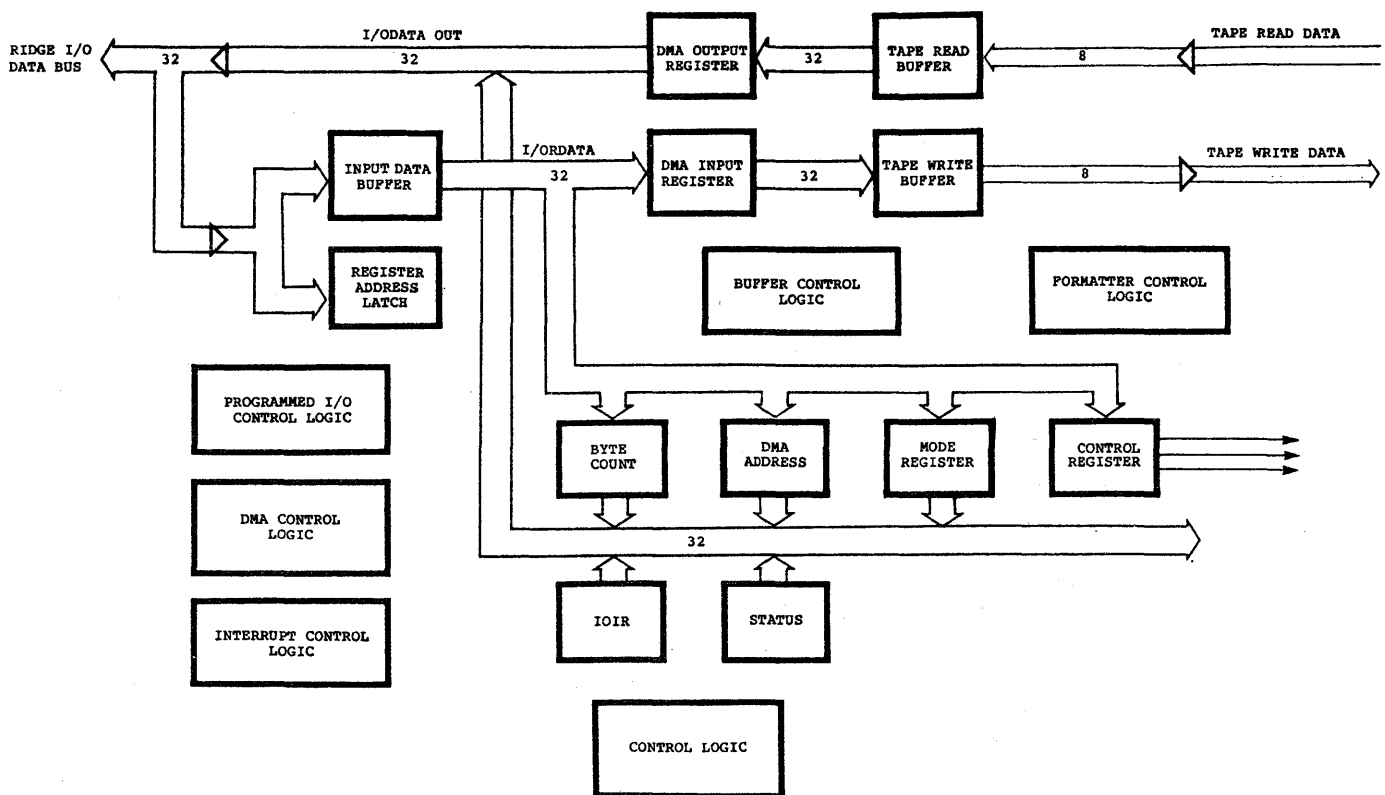 RIDGE I/O
DATA BUS
32
I/ODATA OUT
32
DMA OUTPUT
REGISTER
32
TAPE READ
BUFFER
8
TAPE READ DATA
INPUT DATA
BUFFER
I/ORDATA
32
DMA INPUT
REGISTER
32
TAPE WRITE
BUFFER
8
TAPE WRITE DATA
REGISTER
ADDRESS
LATCH
BUFFER CONTROL
LOGIC
FORMATTER CONTROL
LOGIC
PROGRAMMED I/O
CONTROL LOGIC
BYTE
COUNT
DMA
ADDRESS
MODE
REGISTER
CONTROL
REGISTER
DMA CONTROL
LOGIC
32
INTERRUPT CONTROL
LOGIC
IOIR
STATUS
CONTROL LOGIC